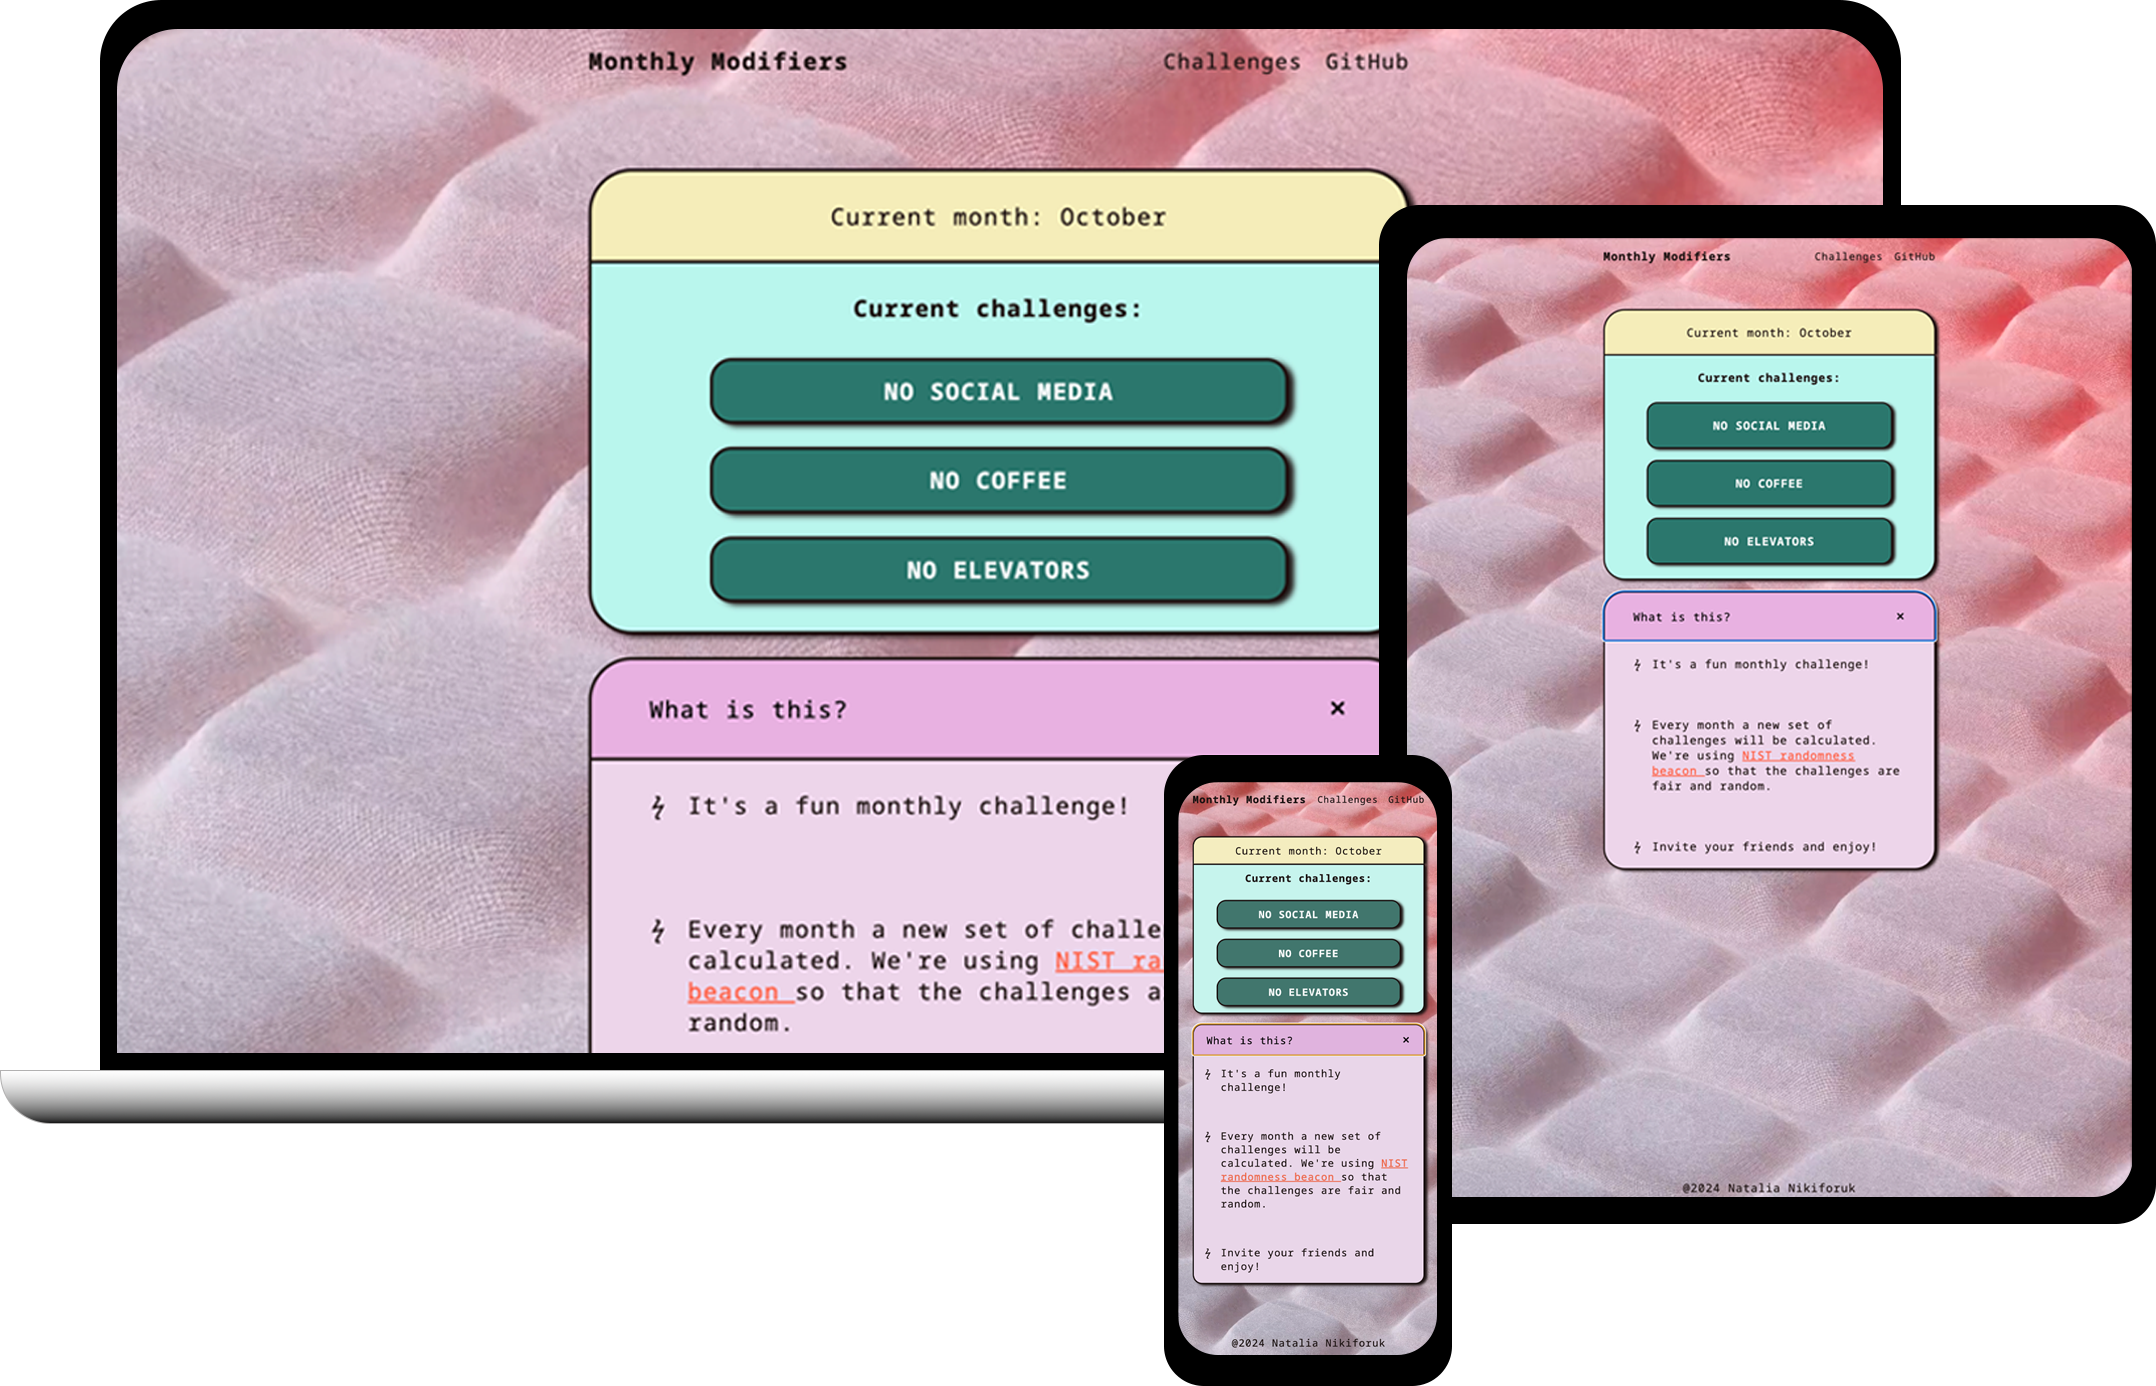 Monthly Modifiers
Challenges GitHub
Current month: October
Current challenges:
NO SOCIAL MEDIA
NO COFFEE
NO ELEVATORS
What is this? ×
It's a fun monthly challenge!
Every month a new set of challe
calculated. We're using NIST ra
beacon so that the challenges a
random.
Monthly Modifiers
Challenges GitHub
Current month: October
Current challenges:
NO SOCIAL MEDIA
NO COFFEE
NO ELEVATORS
What is this? ×
It's a fun monthly challenge!
Every month a new set of
challenges will be calculated.
We're using NIST randomness
beacon so that the challenges are
fair and random.
Invite your friends and enjoy!
@2024 Natalia Nikiforuk
Monthly Modifiers Challenges GitHub
Current month: October
Current challenges:
NO SOCIAL MEDIA
NO COFFEE
NO ELEVATORS
What is this? ×
It's a fun monthly
challenge!
Every month a new set of
challenges will be
calculated. We're using NIST
randomness beacon so that
the challenges are fair and
random.
Invite your friends and
enjoy!
@2024 Natalia Nikiforuk